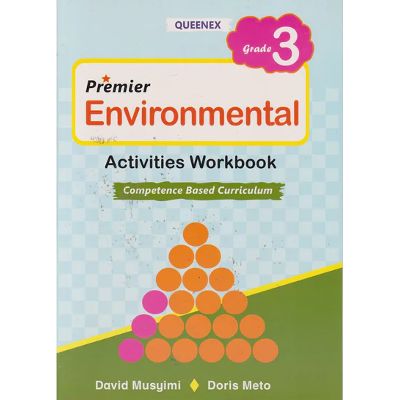 QUEENEX
Grade 3
Premier
Environmental
Activities Workbook
Competence Based Curriculum
David Musyimi Doris Meto